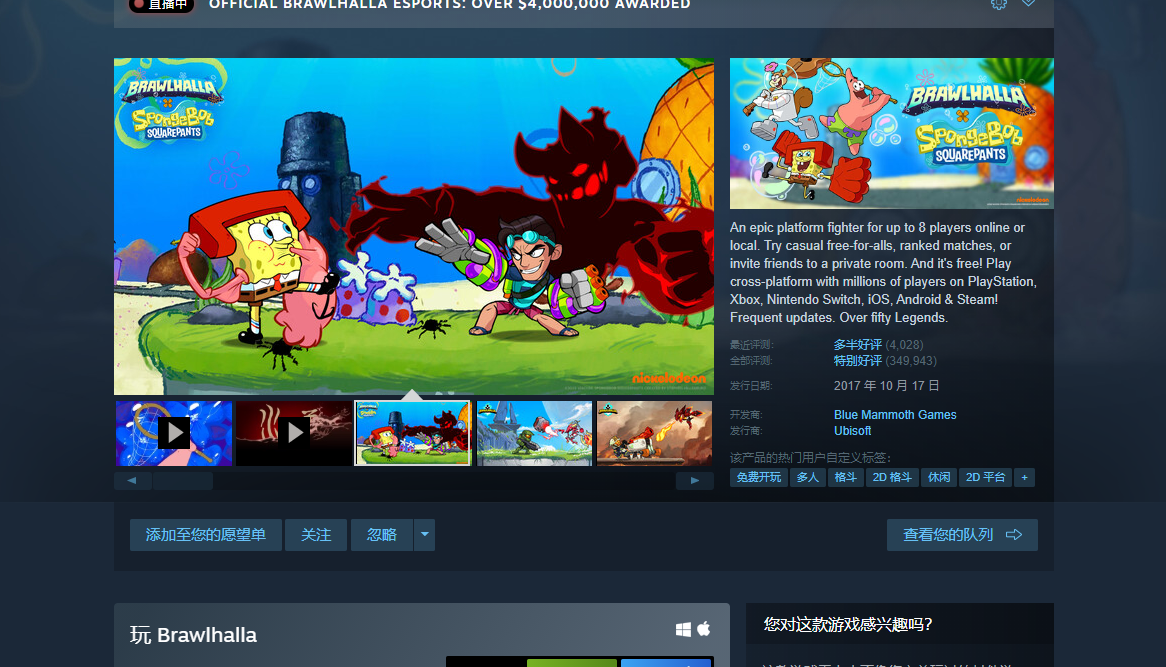 直播中
OFFICIAL BRAWLHALLA ESPORTS: OVER $4,000,000 AWARDED
BRAWLHALLA
SpongeBob
SQUAREPANTS
nickelodeon
BRAWLHALLA
SpongeBob
SQUAREPANTS
nickelodeon
An epic platform fighter for up to 8 players online or
local. Try casual free-for-alls, ranked matches, or
invite friends to a private room. And it's free! Play
cross-platform with millions of players on PlayStation,
Xbox, Nintendo Switch, iOS, Android & Steam!
Frequent updates. Over fifty Legends.
最近评测: 多半好评 (4,028)
全部评测: 特别好评 (349,943)
发行日期: 2017 年 10 月 17 日
开发商: Blue Mammoth Games
发行商: Ubisoft
该产品的热门用户自定义标签:
免费开玩 多人 格斗 2D 格斗 休闲 2D 平台 +
添加至您的愿望单 关注 忽略 查看您的队列
玩 Brawlhalla
您对这款游戏感兴趣吗?